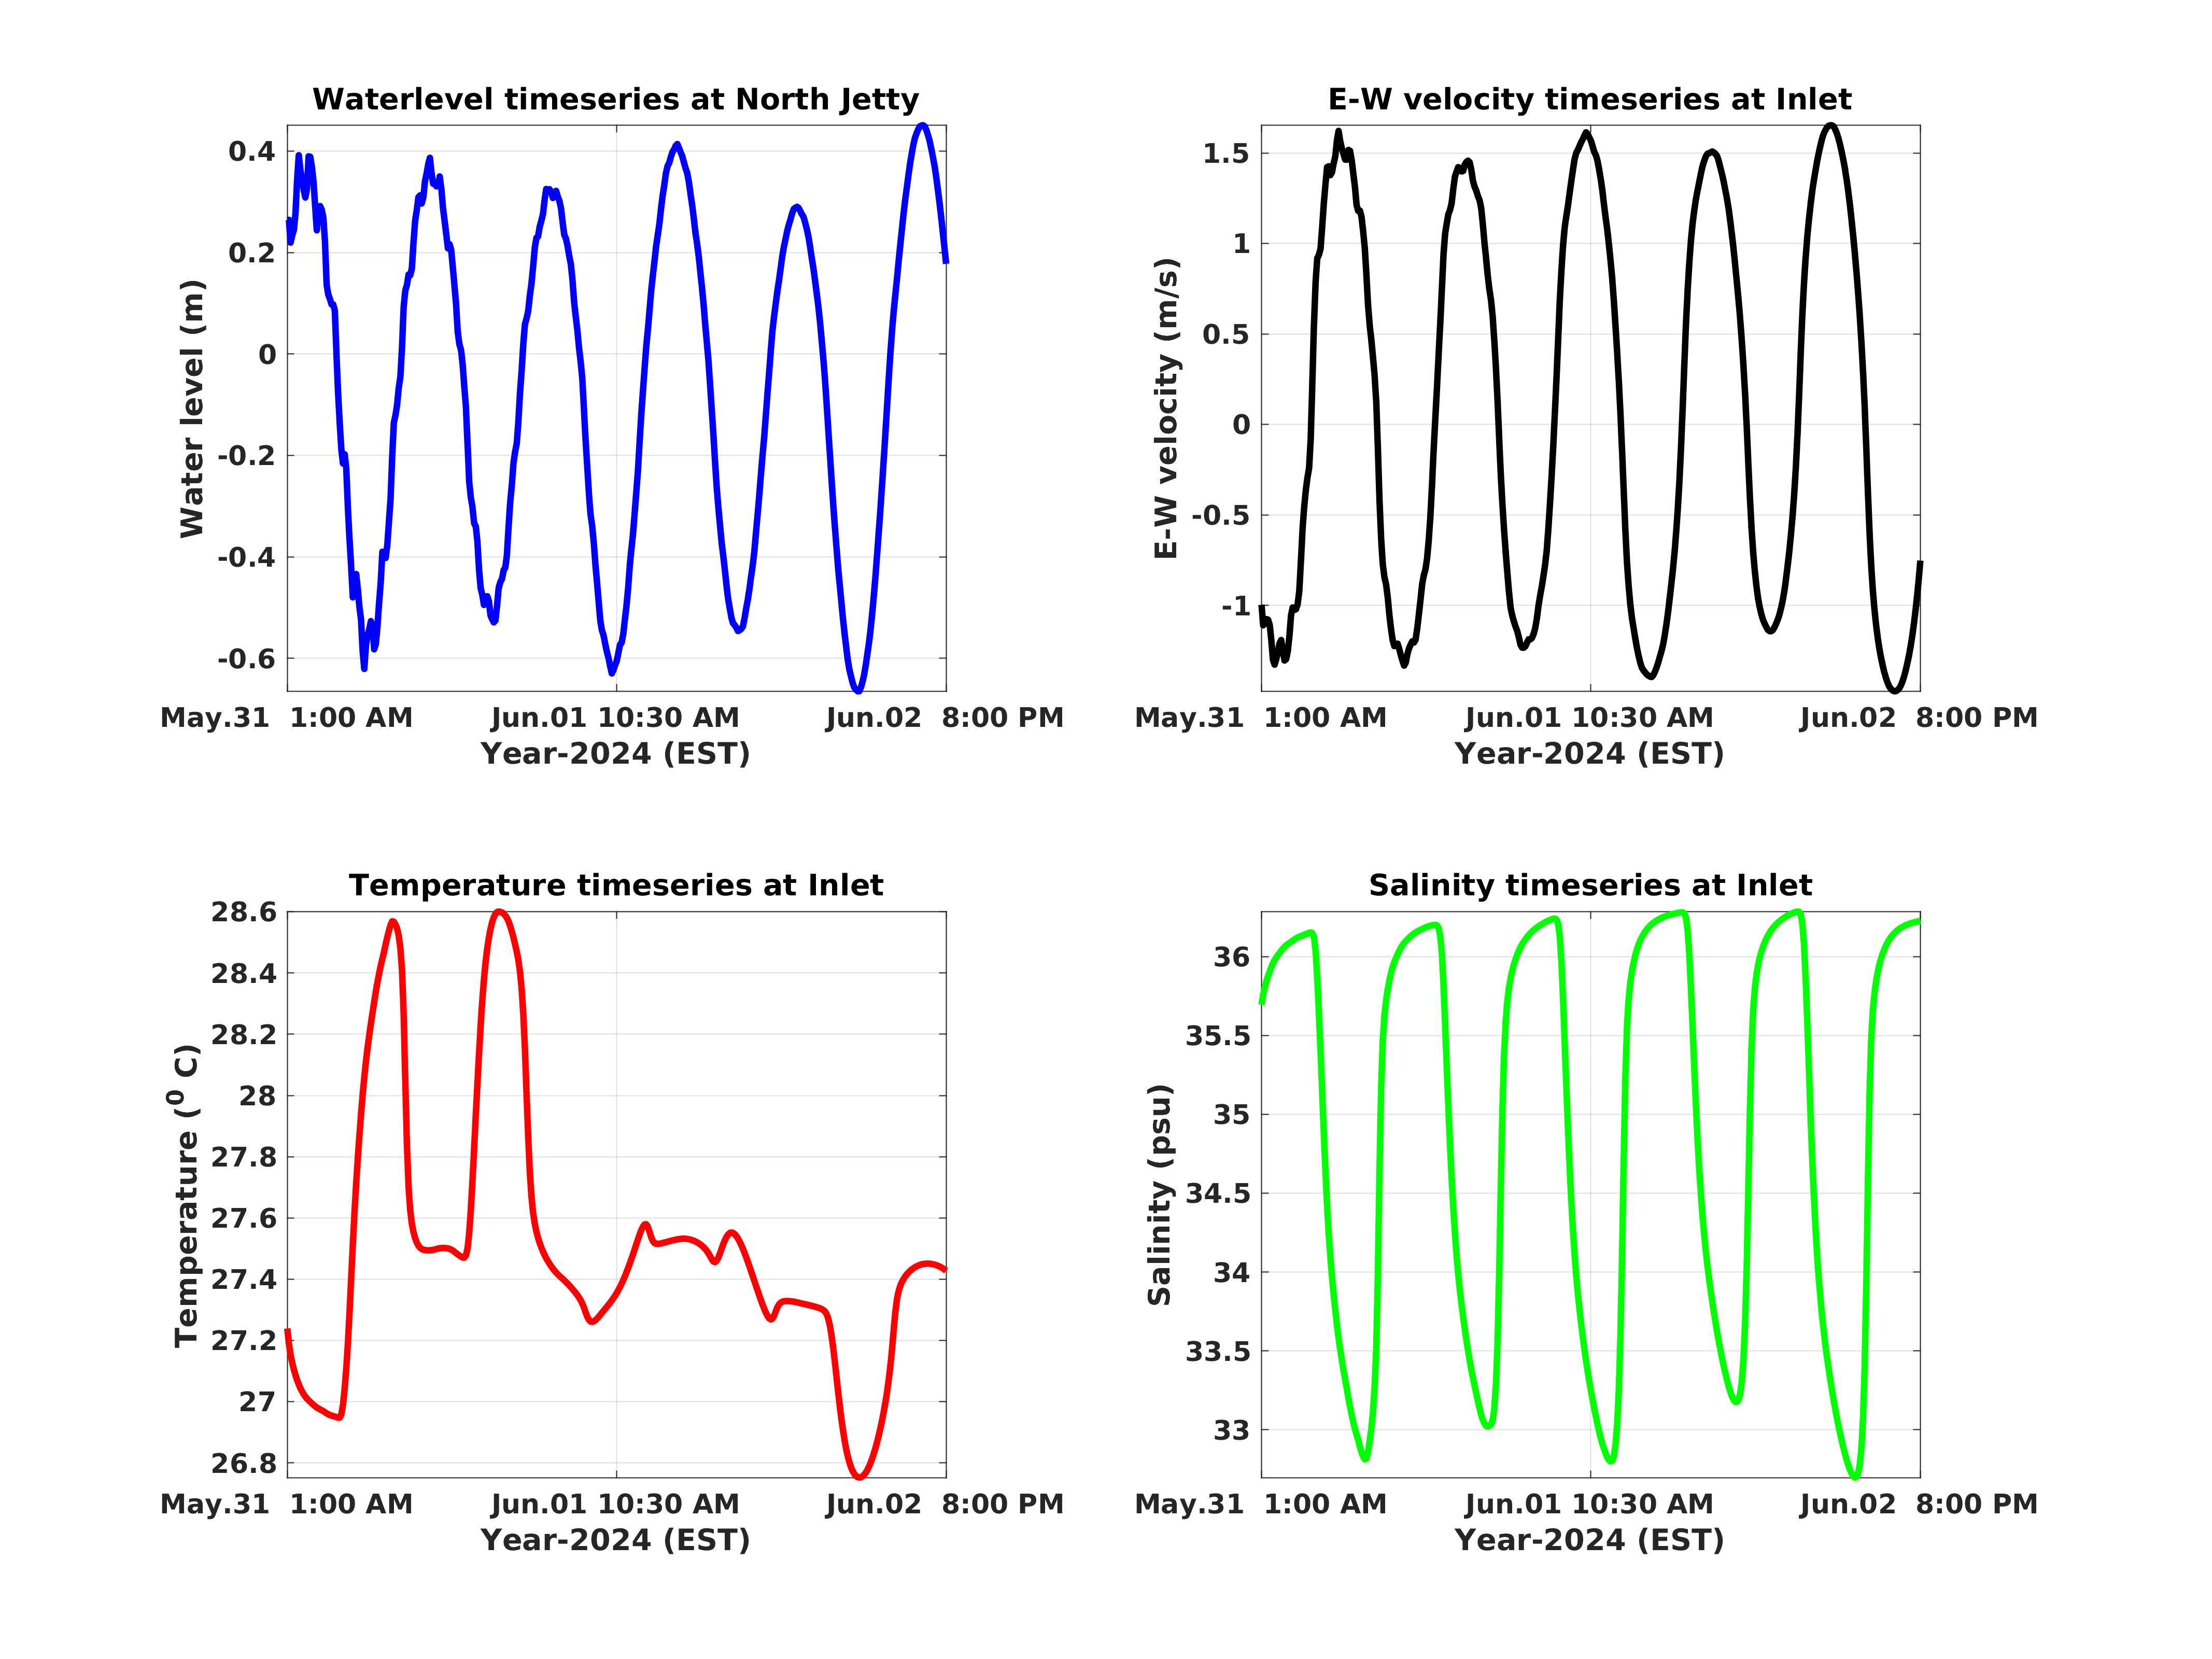 Waterlevel timeseries at North Jetty
0.4
0.2
0
-0.2
-0.4
-0.6
Water level (m)
May.31 1:00 AM Jun.01 10:30 AM Jun.02 8:00 PM
Year-2024 (EST)
E-W velocity timeseries at Inlet
1.5
1
0.5
0
-0.5
-1
E-W velocity (m/s)
May.31 1:00 AM Jun.01 10:30 AM Jun.02 8:00 PM
Year-2024 (EST)
Temperature timeseries at Inlet
28.6
28.4
28.2
28
27.8
27.6
27.4
27.2
27
26.8
Temperature (⁰ C)
May.31 1:00 AM Jun.01 10:30 AM Jun.02 8:00 PM
Year-2024 (EST)
Salinity timeseries at Inlet
36
35.5
35
34.5
34
33.5
33
Salinity (psu)
May.31 1:00 AM Jun.01 10:30 AM Jun.02 8:00 PM
Year-2024 (EST)